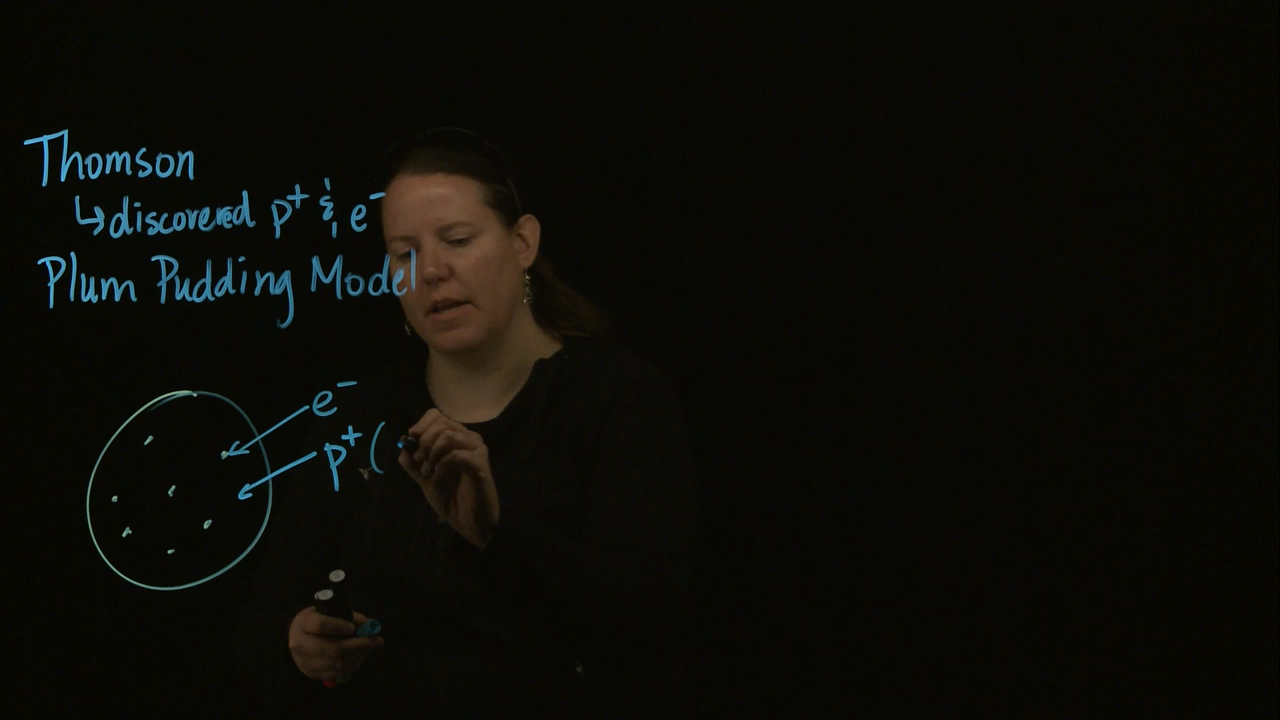 Thomson
↳discovered p⁺ & e⁻
Plum Pudding Model
e⁻
p⁺ (